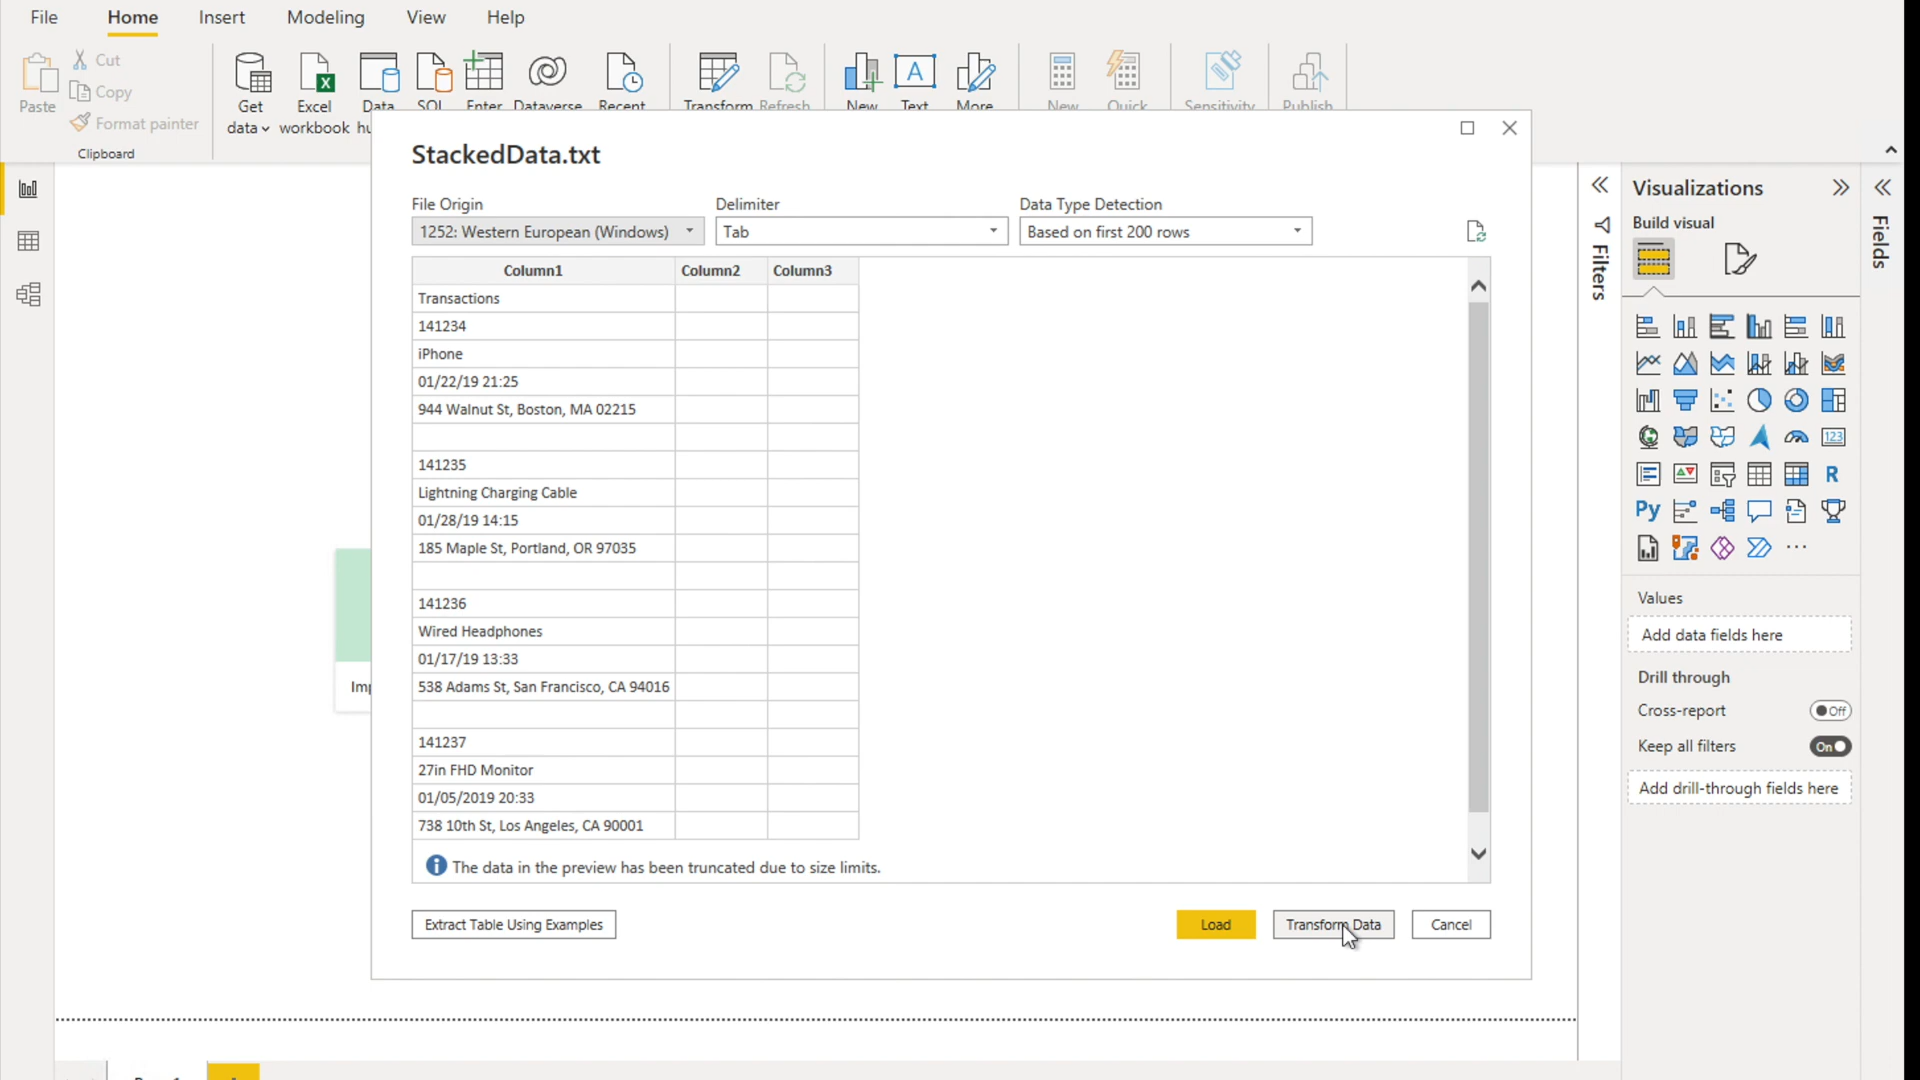 File Home Insert Modeling View Help
Cut
Copy
Paste
Format painter
Clipboard
Get data
Excel workbook
Data
SQL
Enter
Dataverse
Recent
Transform
Refresh
New
Text
More
New
Quick
Sensitivity
Publish
StackedData.txt
File Origin Delimiter Data Type Detection
1252: Western European (Windows) Tab Based on first 200 rows
Column1 Column2 Column3
Transactions
141234
iPhone
01/22/19 21:25
944 Walnut St, Boston, MA 02215
141235
Lightning Charging Cable
01/28/19 14:15
185 Maple St, Portland, OR 97035
141236
Wired Headphones
01/17/19 13:33
538 Adams St, San Francisco, CA 94016
141237
27in FHD Monitor
01/05/2019 20:33
738 10th St, Los Angeles, CA 90001
The data in the preview has been truncated due to size limits.
Extract Table Using Examples Load Transform Data Cancel
Filters
Visualizations
Build visual
123
R
Py
Values
Add data fields here
Drill through
Cross-report Off
Keep all filters On
Add drill-through fields here
Fields